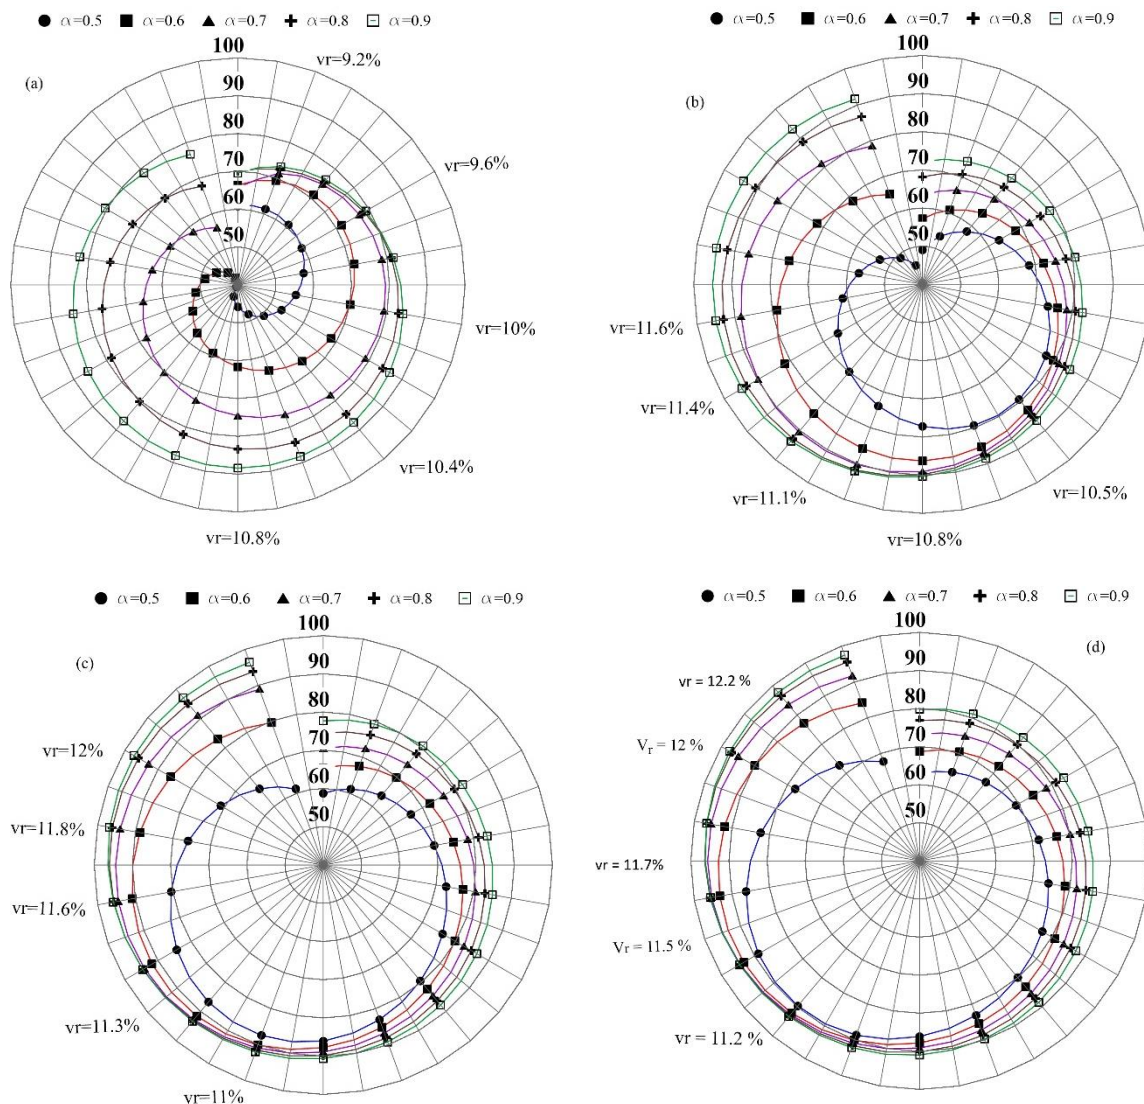 α=0.5 α=0.6 α=0.7 α=0.8 α=0.9
(a)
100
90
80
70
60
50
vr=9.2%
vr=9.6%
vr=10%
vr=10.4%
vr=10.8%
α=0.5 α=0.6 α=0.7 α=0.8 α=0.9
(b)
100
90
80
70
60
50
vr=11.6%
vr=11.4%
vr=11.1%
vr=10.8%
vr=10.5%
α=0.5 α=0.6 α=0.7 α=0.8 α=0.9
(c)
100
90
80
70
60
50
vr=12%
vr=11.8%
vr=11.6%
vr=11.3%
vr=11%
α=0.5 α=0.6 α=0.7 α=0.8 α=0.9
(d)
100
90
80
70
60
50
vr = 12.2 %
Vr = 12 %
vr = 11.7%
Vr = 11.5 %
vr = 11.2 %